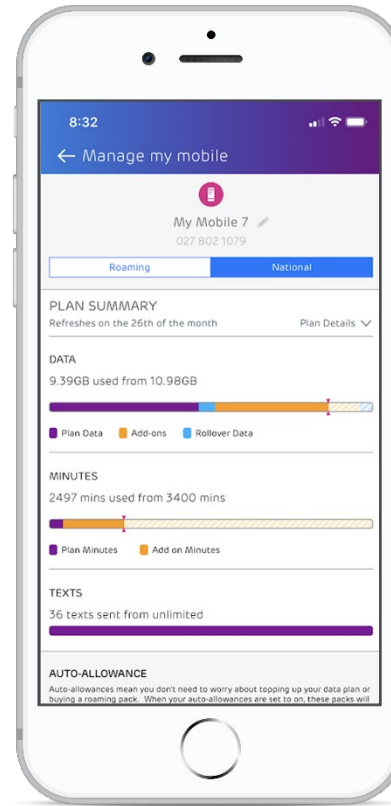 8:32
Manage my mobile
My Mobile 7
027 802 1079
Roaming National
PLAN SUMMARY
Refreshes on the 26th of the month Plan Details
DATA
9.39GB used from 10.98GB
Plan Data Add-ons Rollover Data
MINUTES
2497 mins used from 3400 mins
Plan Minutes Add on Minutes
TEXTS
36 texts sent from unlimited
AUTO-ALLOWANCE
Auto-allowances mean you don't need to worry about topping up your data plan or
buying a roaming pack. When your auto-allowances are set to on, these packs will